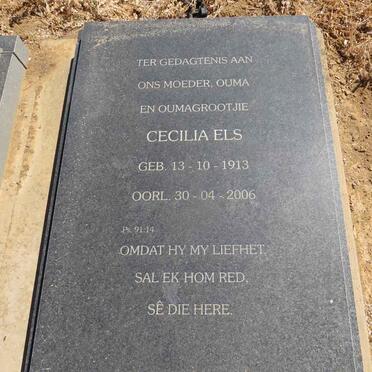 TER GEDAGTENIS AAN
ONS MOEDER, OUMA
EN OUMAGROOTJIE
CECILIA ELS
GEB. 13 - 10 - 1913
OORL. 30 - 04 - 2006
Ps. 91:14
OMDAT HY MY LIEFHET,
SAL EK HOM RED,
SÊ DIE HERE.